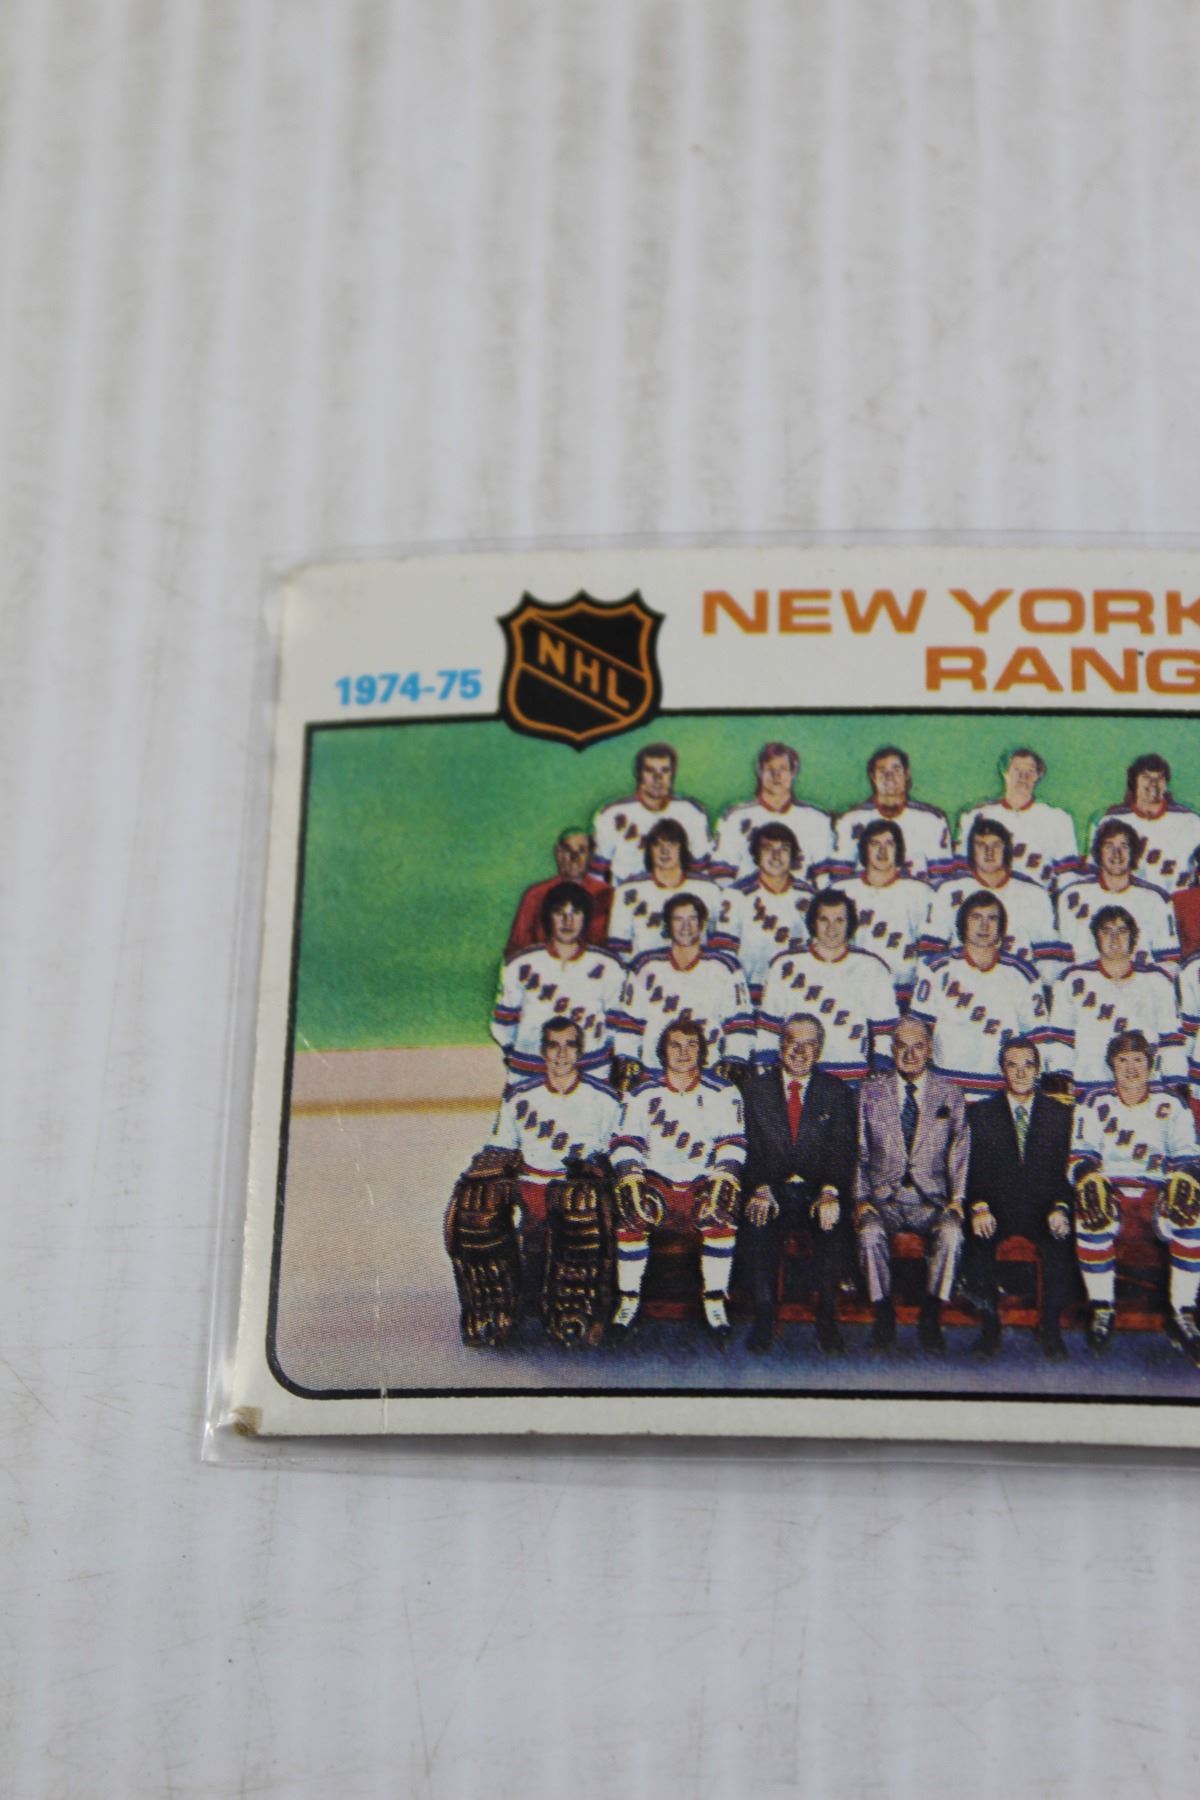 NEW YORK
RANG
1974-75
NHL